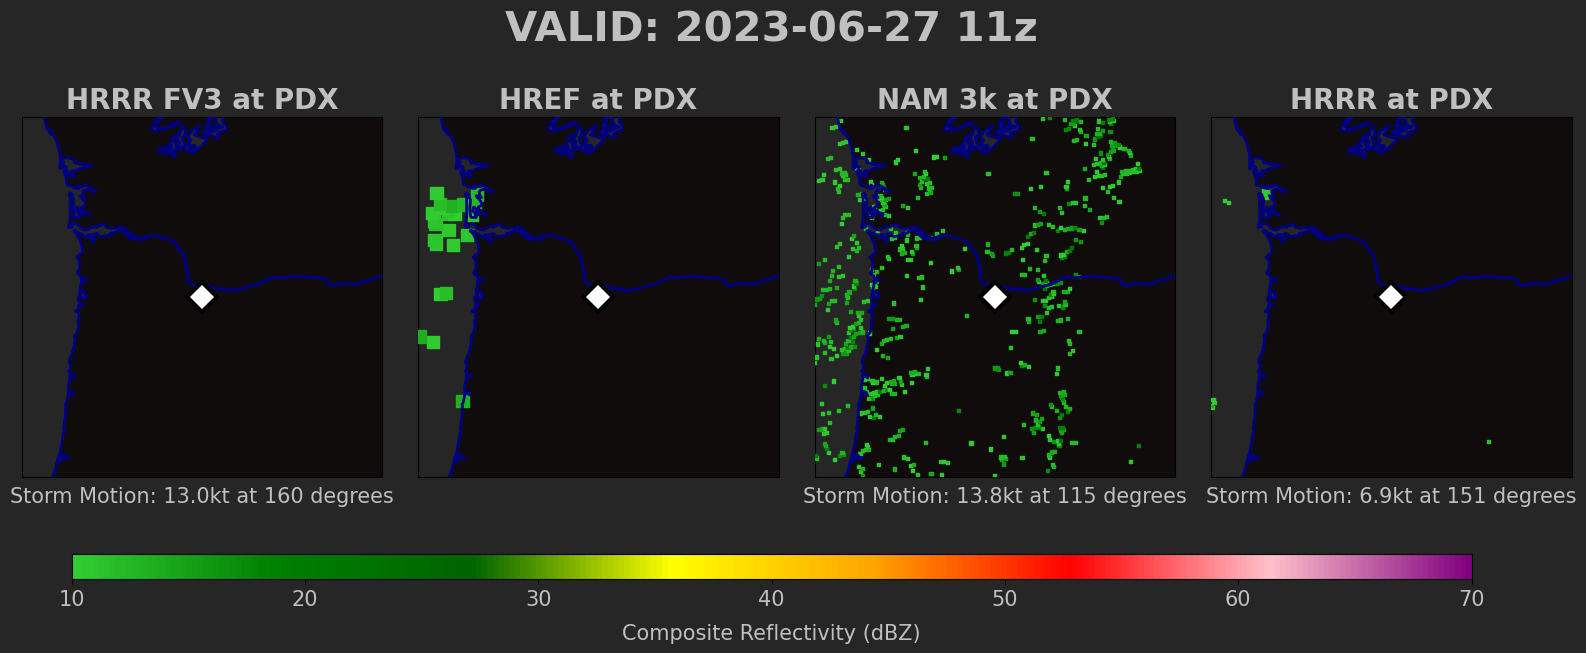 VALID: 2023-06-27 11z
HRRR FV3 at PDX
HREF at PDX
NAM 3k at PDX
HRRR at PDX
Storm Motion: 13.0kt at 160 degrees
Storm Motion: 13.8kt at 115 degrees
Storm Motion: 6.9kt at 151 degrees
10 20 30 40 50 60 70
Composite Reflectivity (dBZ)